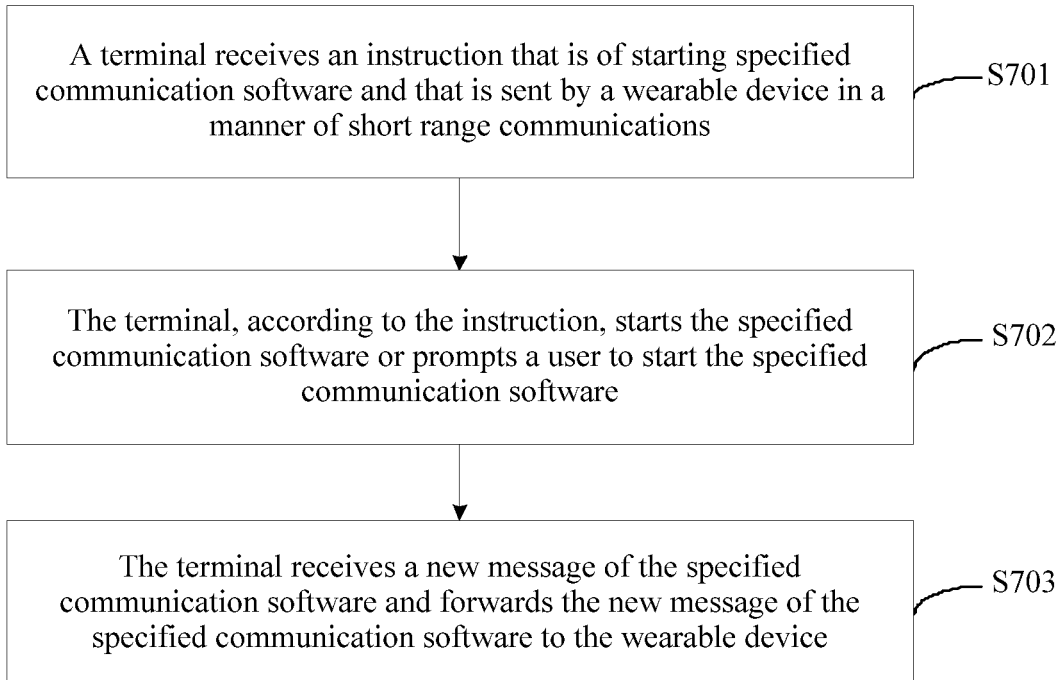 A terminal receives an instruction that is of starting specified
communication software and that is sent by a wearable device in a
manner of short range communications
S701
The terminal, according to the instruction, starts the specified
communication software or prompts a user to start the specified
communication software
S702
The terminal receives a new message of the specified
communication software and forwards the new message of the
specified communication software to the wearable device
S703